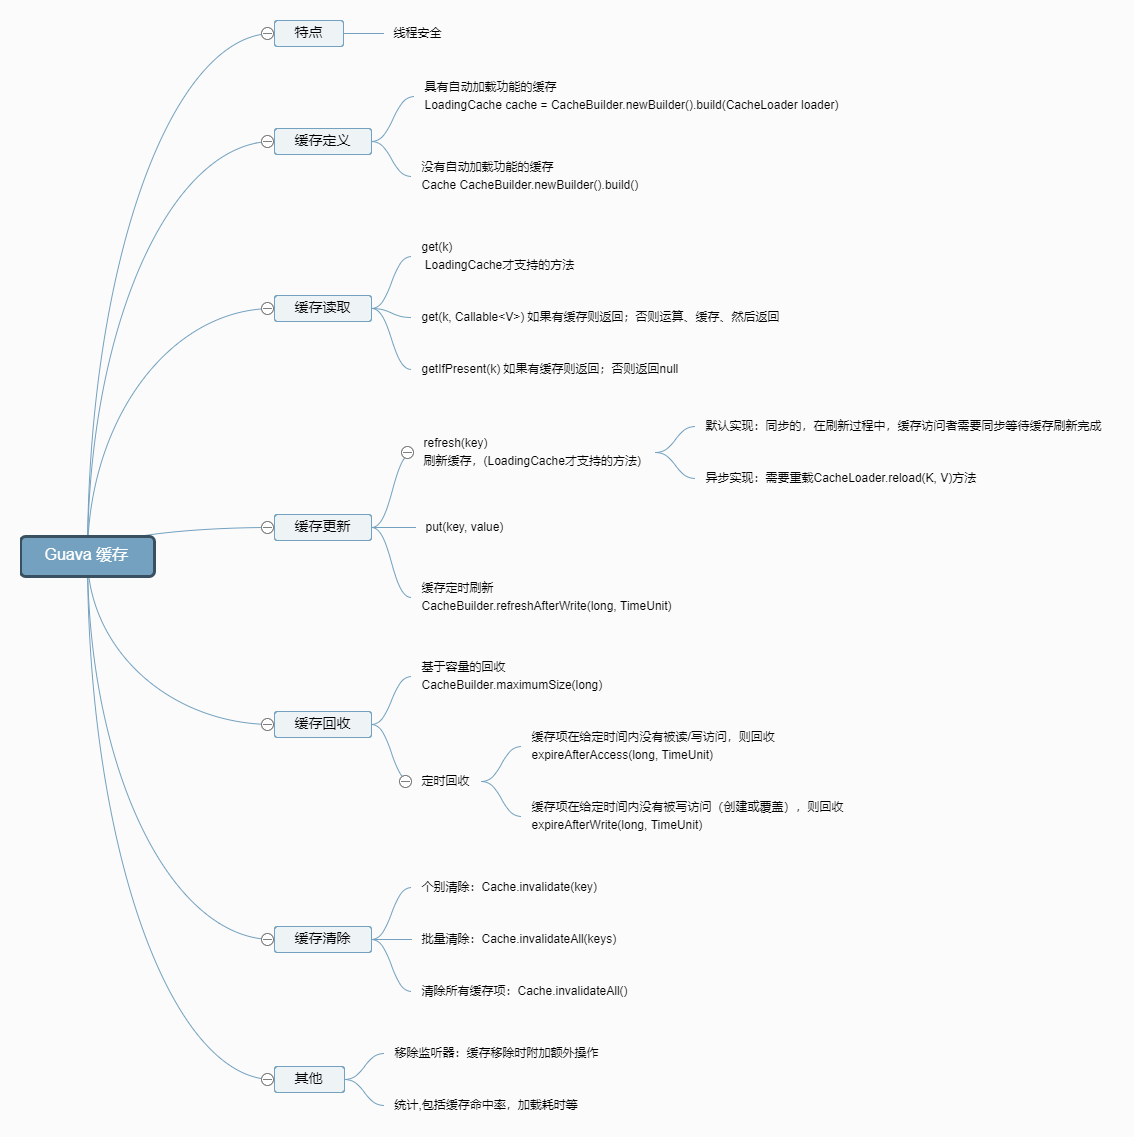 特点
线程安全
缓存定义
具有自动加载功能的缓存
LoadingCache cache = CacheBuilder.newBuilder().build(CacheLoader loader)
没有自动加载功能的缓存
Cache CacheBuilder.newBuilder().build()
缓存读取
get(k)
LoadingCache才支持的方法
get(k, Callable<V>) 如果有缓存则返回；否则运算、缓存、然后返回
getIfPresent(k) 如果有缓存则返回；否则返回null
Guava 缓存
缓存更新
refresh(key)
刷新缓存，(LoadingCache才支持的方法)
默认实现：同步的，在刷新过程中，缓存访问者需要同步等待缓存刷新完成
异步实现：需要重载CacheLoader.reload(K, V)方法
put(key, value)
缓存定时刷新
CacheBuilder.refreshAfterWrite(long, TimeUnit)
缓存回收
基于容量的回收
CacheBuilder.maximumSize(long)
定时回收
缓存项在给定时间内没有被读/写访问，则回收
expireAfterAccess(long, TimeUnit)
缓存项在给定时间内没有被写访问（创建或覆盖），则回收
expireAfterWrite(long, TimeUnit)
缓存清除
个别清除：Cache.invalidate(key)
批量清除：Cache.invalidateAll(keys)
清除所有缓存项：Cache.invalidateAll()
其他
移除监听器：缓存移除时附加额外操作
统计,包括缓存命中率，加载耗时等